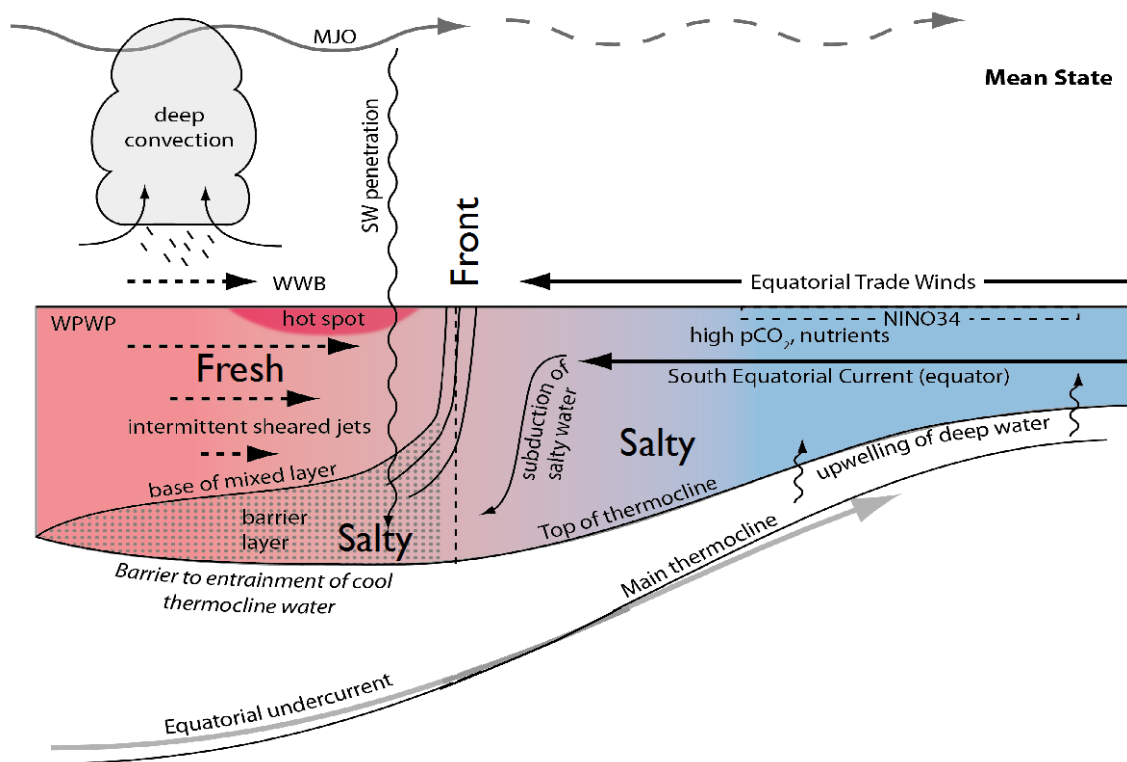 MJO
Mean State
deep
convection
SW penetration
Front
WWB
Equatorial Trade Winds
WPWP
hot spot
NINO34
high pCO₂, nutrients
Fresh
South Equatorial Current (equator)
intermittent sheared jets
subduction of
salty water
Salty
upwelling of deep water
base of mixed layer
barrier
layer
Salty
Top of thermocline
Barrier to entrainment of cool
thermocline water
Main thermocline
Equatorial undercurrent